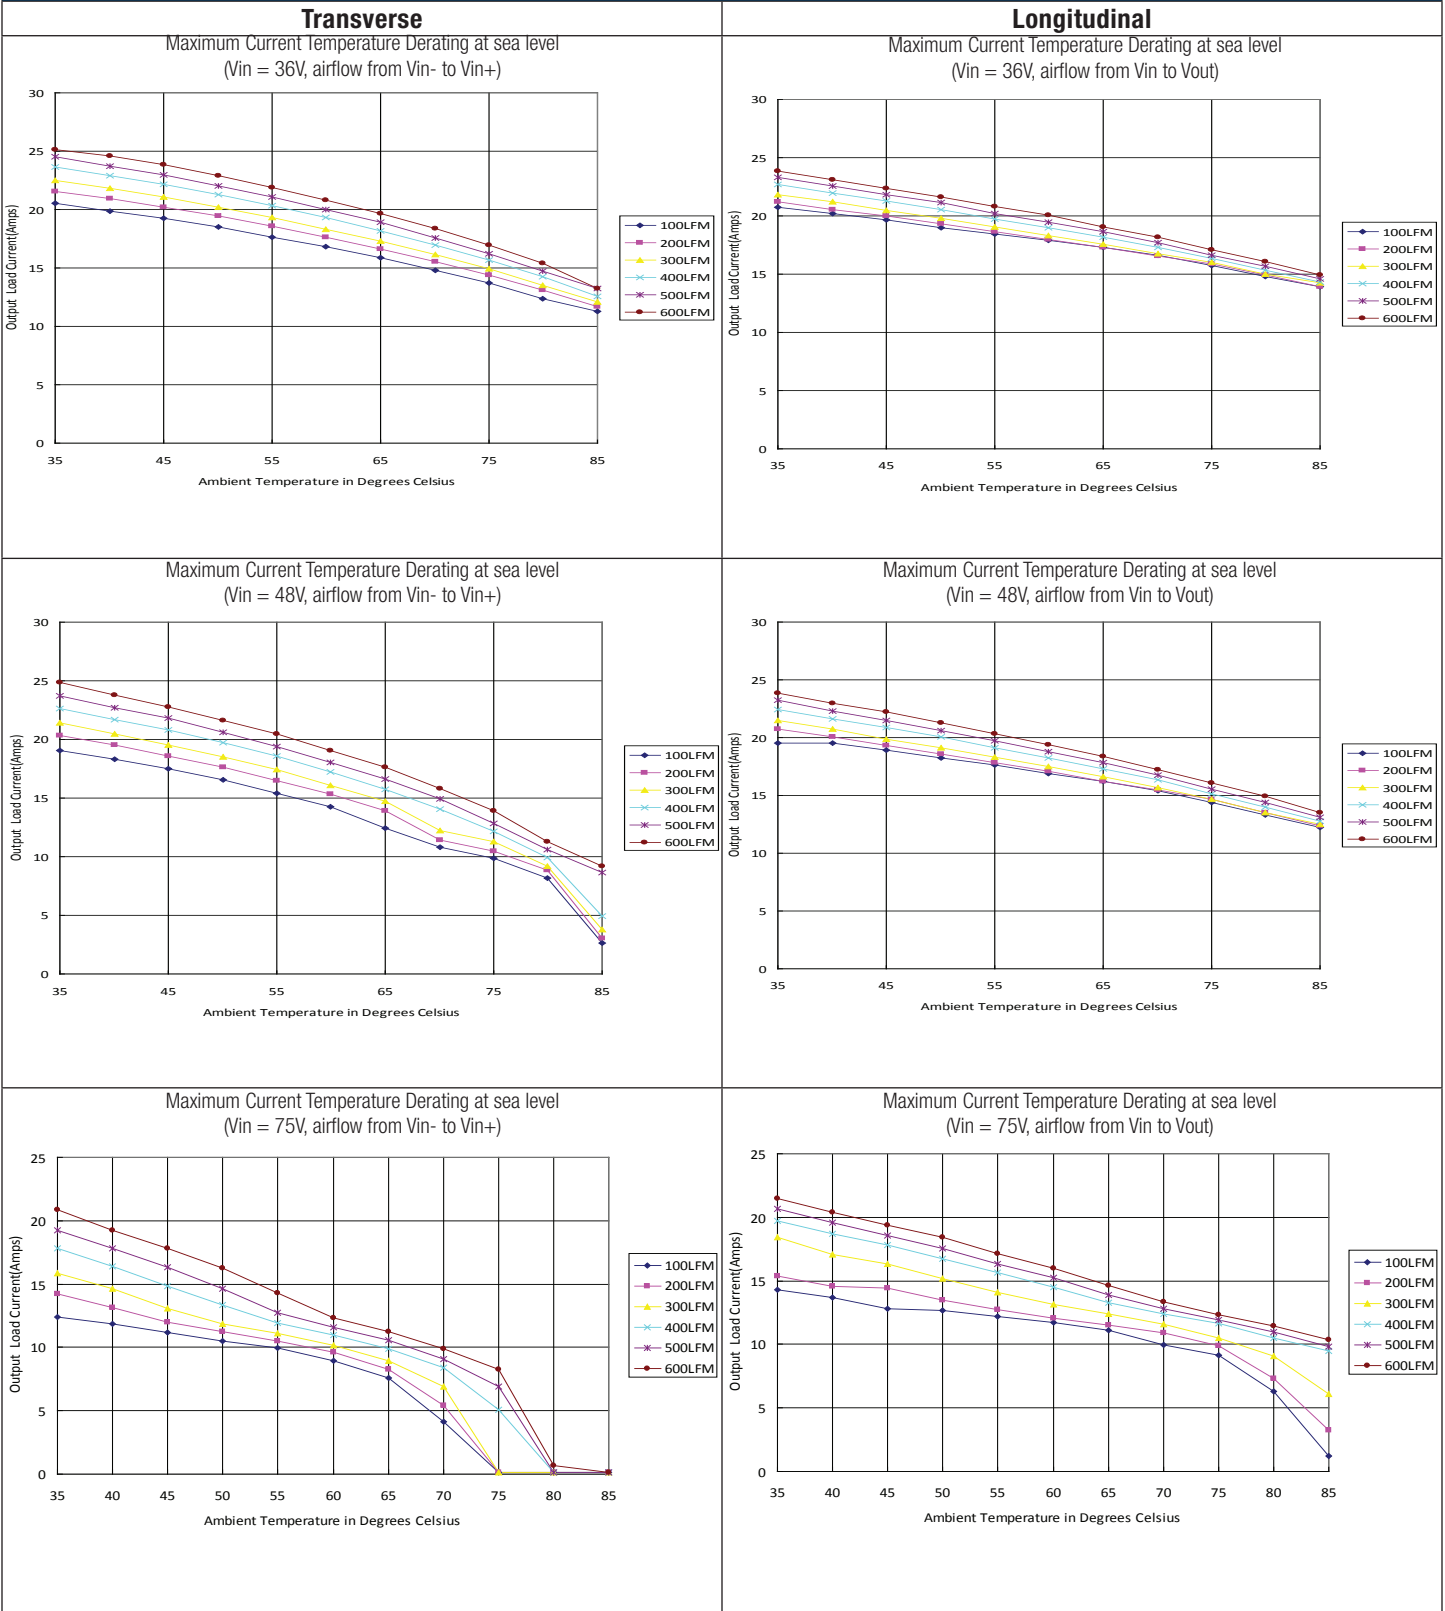 Transverse
Longitudinal
Maximum Current Temperature Derating at sea level
(Vin = 36V, airflow from Vin- to Vin+)
30
25
20
15
10
5
0
35
45
55
65
75
85
Output Load Current(Amps)
Ambient Temperature in Degrees Celsius
100LFM
200LFM
300LFM
400LFM
500LFM
600LFM
Maximum Current Temperature Derating at sea level
(Vin = 36V, airflow from Vin to Vout)
30
25
20
15
10
5
0
35
45
55
65
75
85
Output Load Current(Amps)
Ambient Temperature in Degrees Celsius
100LFM
200LFM
300LFM
400LFM
500LFM
600LFM
Maximum Current Temperature Derating at sea level
(Vin = 48V, airflow from Vin- to Vin+)
30
25
20
15
10
5
0
35
45
55
65
75
85
Output Load Current(Amps)
Ambient Temperature in Degrees Celsius
100LFM
200LFM
300LFM
400LFM
500LFM
600LFM
Maximum Current Temperature Derating at sea level
(Vin = 48V, airflow from Vin to Vout)
30
25
20
15
10
5
0
35
45
55
65
75
85
Output Load Current(Amps)
Ambient Temperature in Degrees Celsius
100LFM
200LFM
300LFM
400LFM
500LFM
600LFM
Maximum Current Temperature Derating at sea level
(Vin = 75V, airflow from Vin- to Vin+)
25
20
15
10
5
0
35
40
45
50
55
60
65
70
75
80
85
Output Load Current(Amps)
Ambient Temperature in Degrees Celsius
100LFM
200LFM
300LFM
400LFM
500LFM
600LFM
Maximum Current Temperature Derating at sea level
(Vin = 75V, airflow from Vin to Vout)
25
20
15
10
5
0
35
40
45
50
55
60
65
70
75
80
85
Output Load Current(Amps)
Ambient Temperature in Degrees Celsius
100LFM
200LFM
300LFM
400LFM
500LFM
600LFM